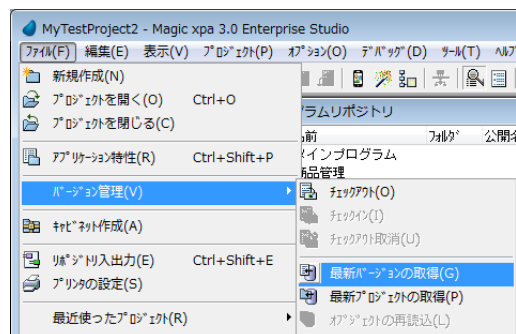 MyTestProject2 - Magic xpa 3.0 Enterprise Studio
ﾌｧｲﾙ(F) 編集(E) 表示(V) ﾌﾟﾛｼﾞｪｸﾄ(P) ｵﾌﾟｼｮﾝ(O) ﾃﾞﾊﾞｯｸﾞ(D) ﾂｰﾙ(T) ﾍﾙﾌﾟ
新規作成(N)
ﾌﾟﾛｼﾞｪｸﾄを開く(O) Ctrl+O
ﾌﾟﾛｼﾞｪｸﾄを閉じる(C)
ｱﾌﾟﾘｹｰｼｮﾝ特性(R) Ctrl+Shift+P
ﾊﾞｰｼﾞｮﾝ管理(V)
ｷｬﾋﾞﾈｯﾄ作成(A)
ﾘﾎﾟｼﾞﾄﾘ入出力(E) Ctrl+Shift+E
ﾌﾟﾘﾝﾀの設定(S)
最近使ったﾌﾟﾛｼﾞｪｸﾄ(R)
ラムリポジトリ
名前 ﾌｫﾙﾀﾞ 公開名
メインプログラム
商品管理
ﾁｪｯｸｱｳﾄ(O)
ﾁｪｯｸｲﾝ(I)
ﾁｪｯｸｱｳﾄ取消(U)
最新ﾊﾞｰｼﾞｮﾝの取得(G)
最新ﾌﾟﾛｼﾞｪｸﾄの取得(P)
ｵﾌﾞｼﾞｪｸﾄの再読込(L)